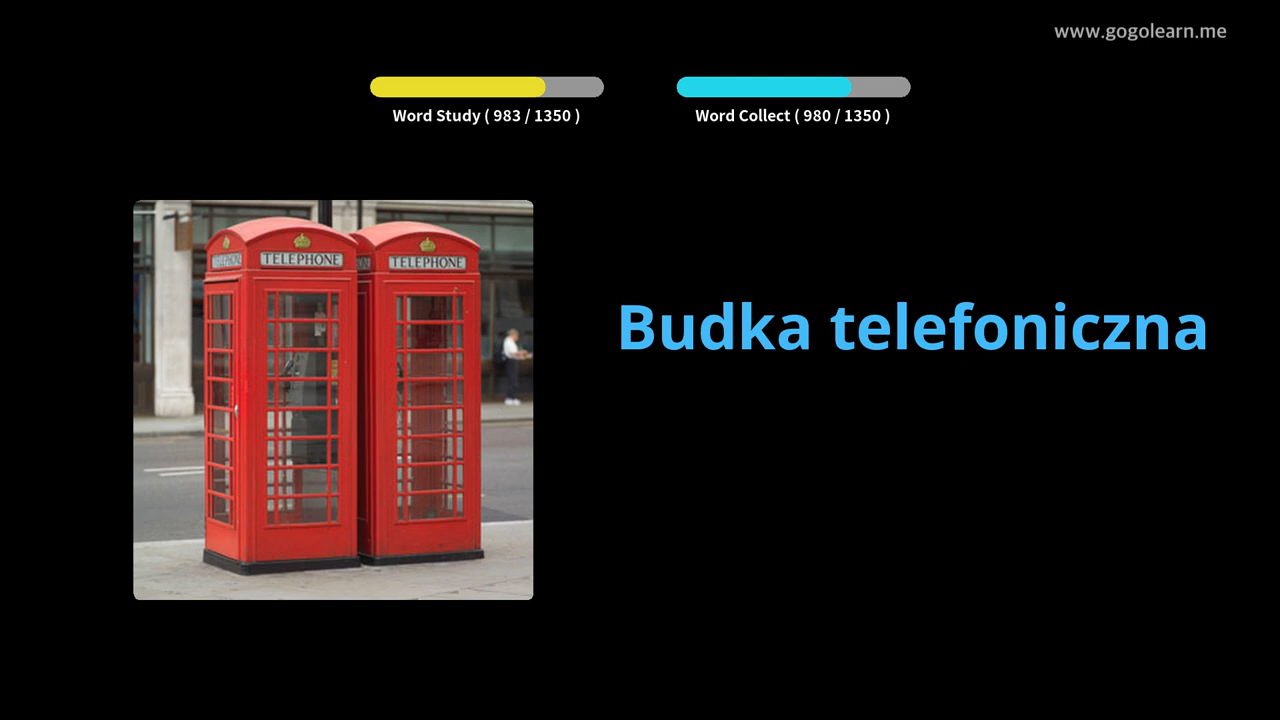 www.gogolearn.me
Word Study ( 983 / 1350 )
Word Collect ( 980 / 1350 )
TELEPHONE
TELEPHONE
Budka telefoniczna